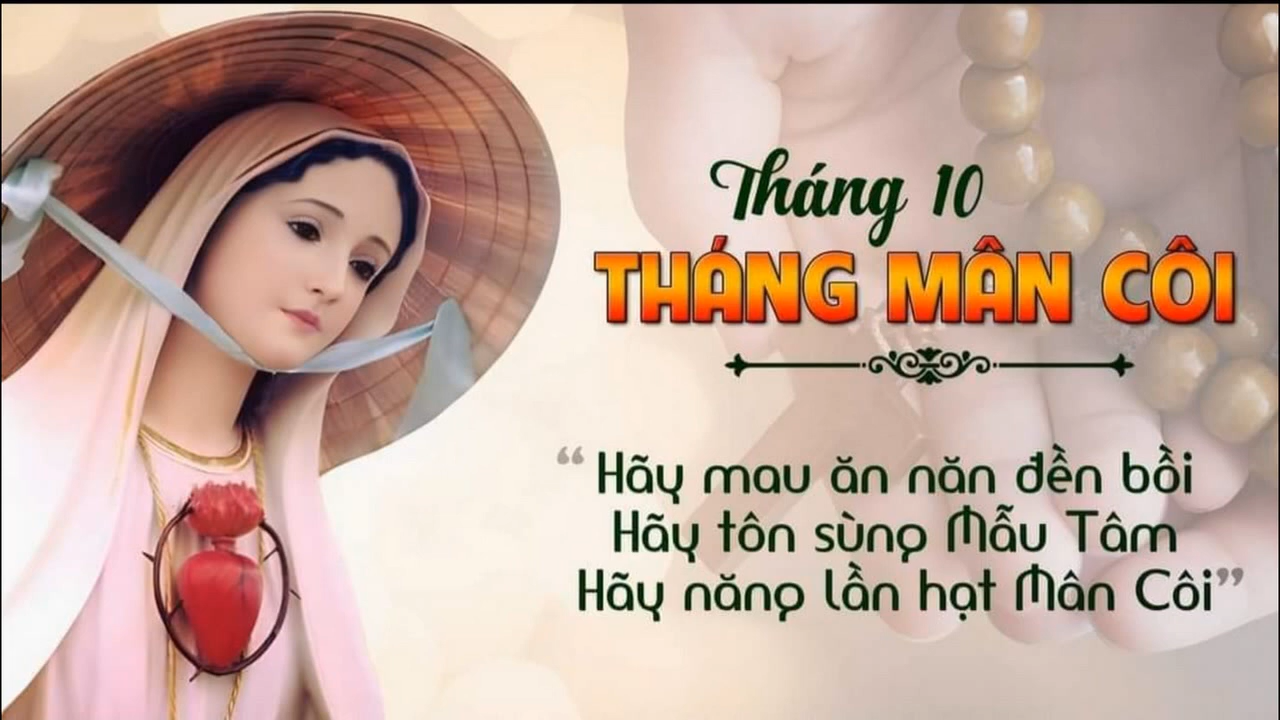 Tháng 10
THÁNG MÂN CÔI
“ Hãy mau ăn năn đền bồi
Hãy tôn sùng Mẫu Tâm
Hãy năng lần hạt Mân Côi”